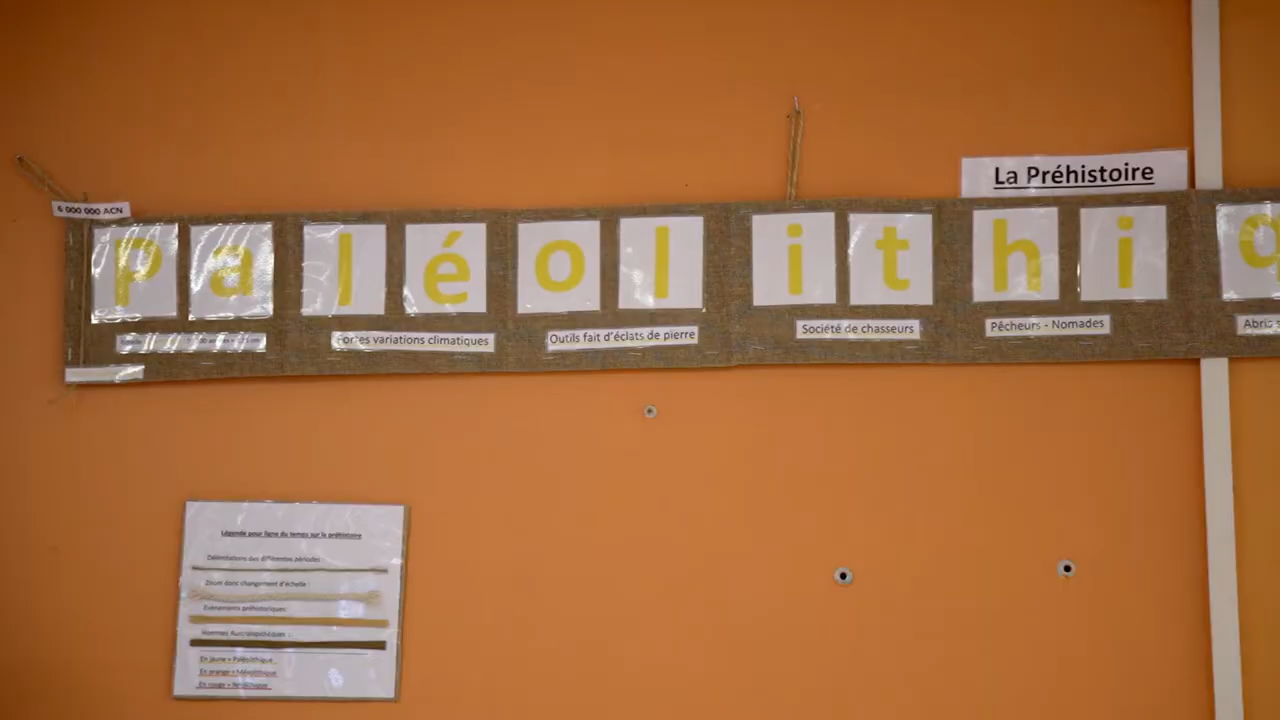 La Préhistoire
6 000 000 ACN
Paléolithiq
Fortes variations climatiques
Outils fait d'éclats de pierre
Société de chasseurs
Pêcheurs - Nomades
Abris
Légende pour ligne du temps sur la préhistoire
Délimitations des différentes périodes
Zoom donc changement d'échelle :
Evènements préhistoriques:
Hommes Australopithèques :
En jaune = Paléolithique
En orange = Mésolithique
En rouge = Néolithique